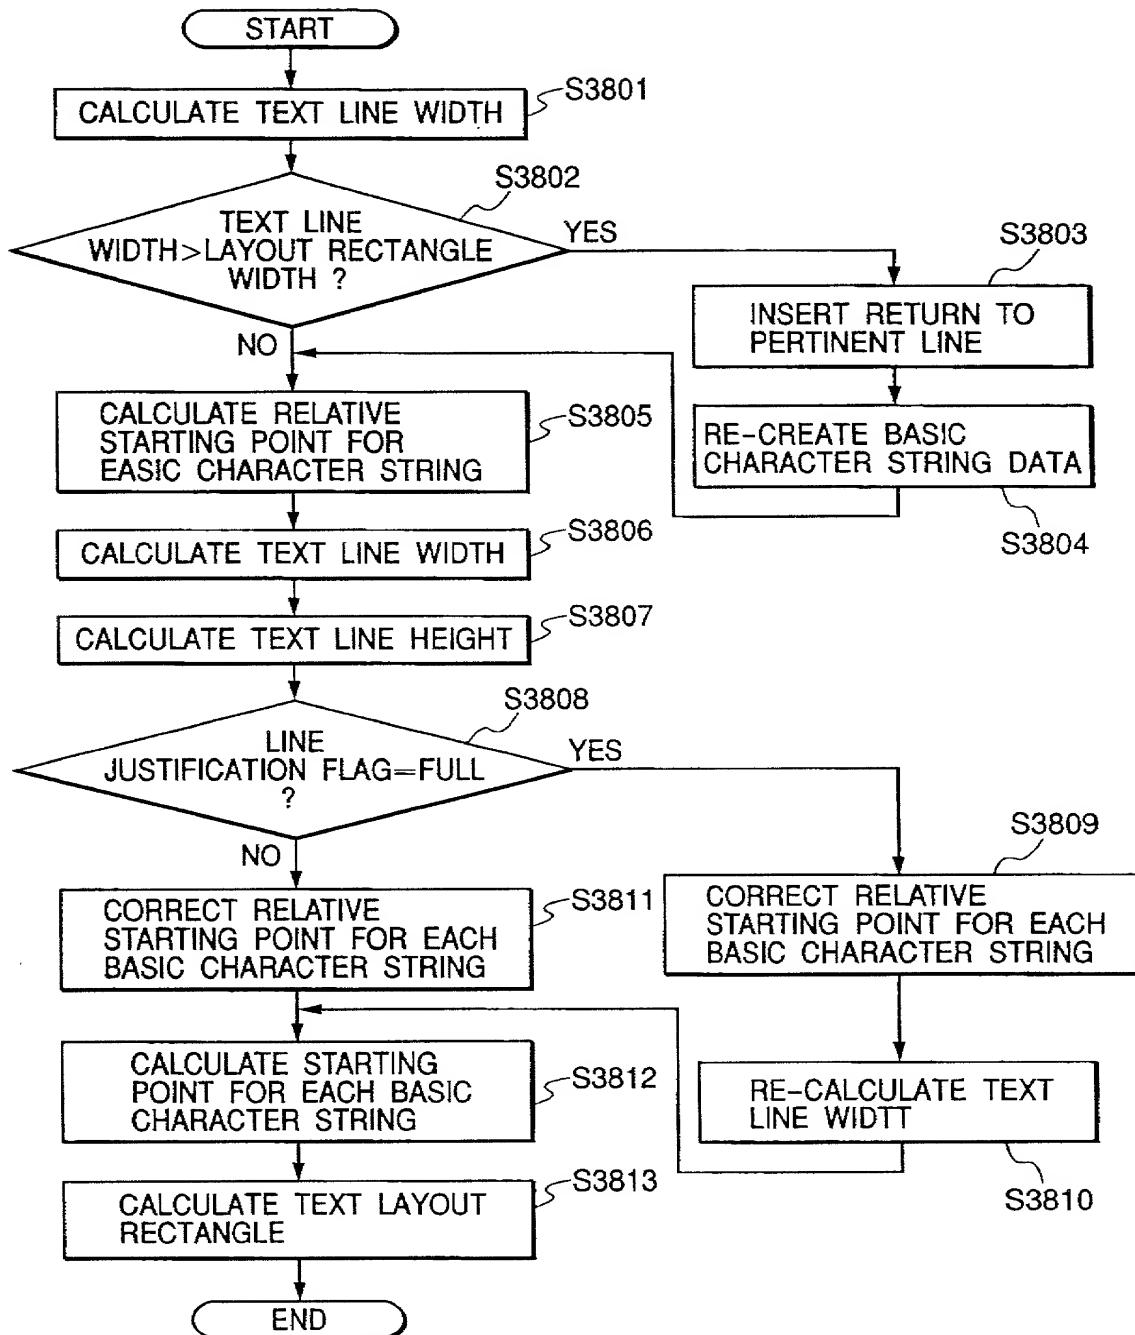 START
CALCULATE TEXT LINE WIDTH
S3801
S3802
TEXT LINE
WIDTH>LAYOUT RECTANGLE
WIDTH ?
YES
S3803
INSERT RETURN TO
PERTINENT LINE
NO
RE-CREATE BASIC
CHARACTER STRING DATA
S3804
CALCULATE RELATIVE
STARTING POINT FOR
EASIC CHARACTER STRING
S3805
CALCULATE TEXT LINE WIDTH
S3806
CALCULATE TEXT LINE HEIGHT
S3807
S3808
LINE
JUSTIFICATION FLAG=FULL
?
YES
NO
S3809
CORRECT RELATIVE
STARTING POINT FOR EACH
BASIC CHARACTER STRING
S3811
CORRECT RELATIVE
STARTING POINT FOR EACH
BASIC CHARACTER STRING
CALCULATE STARTING
POINT FOR EACH BASIC
CHARACTER STRING
S3812
RE-CALCULATE TEXT
LINE WIDTT
S3810
CALCULATE TEXT LAYOUT
RECTANGLE
S3813
END